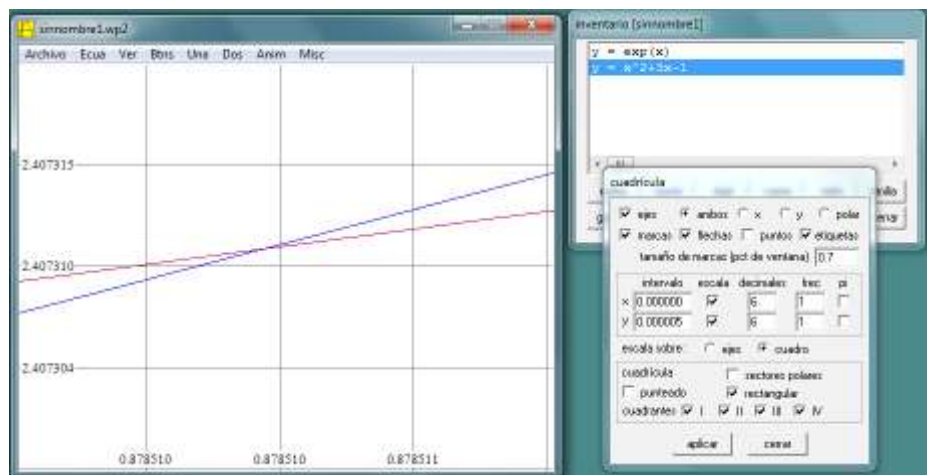 sinnombre1.wp2
Archivo Ecua Ver Btns Una Dos Anim Misc
2.407315
2.407310
2.407304
0.878510 0.878510 0.878511
inventario [sinnombre1]
y = exp(x)
y = x^2+3x-1
cuadrícula
ejes ambos x y polar
marcas flechas puntos etiquetas
tamaño de marcas (pct de ventana) 0.7
intervalo escala decimales frec pi
x 0.000000 6 1
y 0.000005 6 1
escala sobre: ejes cuadro
cuadrícula sectores polares
punteado rectangular
cuadrantes I II III IV
aplicar cerrar